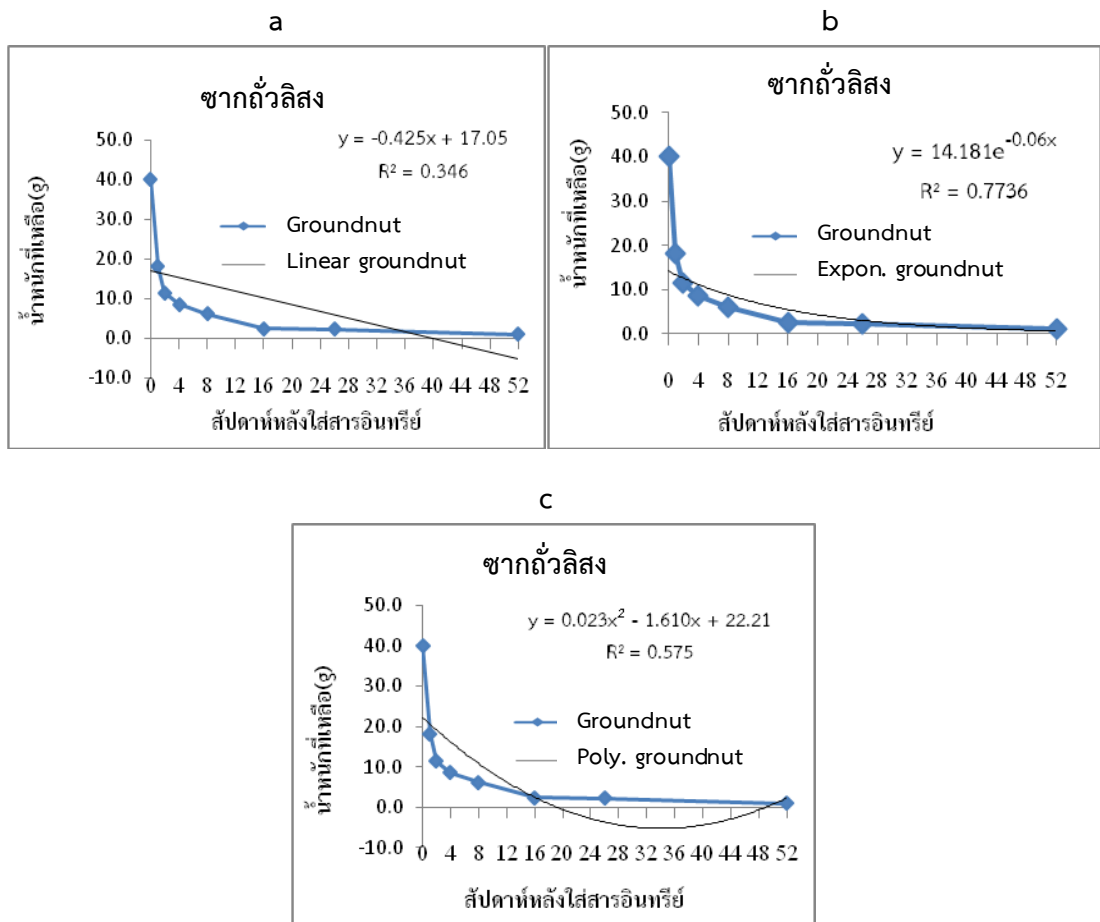 a
ซากถั่วลิสง
y = -0.425x + 17.05
R² = 0.346
Groundnut
Linear groundnut
50.0
40.0
30.0
20.0
10.0
0.0
-10.0
0 4 8 12 16 20 24 28 32 36 40 44 48 52
น้ำหนักที่เหลือ(g)
สัปดาห์หลังใส่สารอินทรีย์
b
ซากถั่วลิสง
y = 14.181e^-0.06x
R² = 0.7736
Groundnut
Expon. groundnut
50.0
40.0
30.0
20.0
10.0
0.0
0 4 8 12 16 20 24 28 32 36 40 44 48 52
น้ำหนักที่เหลือ(g)
สัปดาห์หลังใส่สารอินทรีย์
c
ซากถั่วลิสง
y = 0.023x² - 1.610x + 22.21
R² = 0.575
Groundnut
Poly. groundnut
50.0
40.0
30.0
20.0
10.0
0.0
-10.0
0 4 8 12 16 20 24 28 32 36 40 44 48 52
น้ำหนักที่เหลือ(g)
สัปดาห์หลังใส่สารอินทรีย์